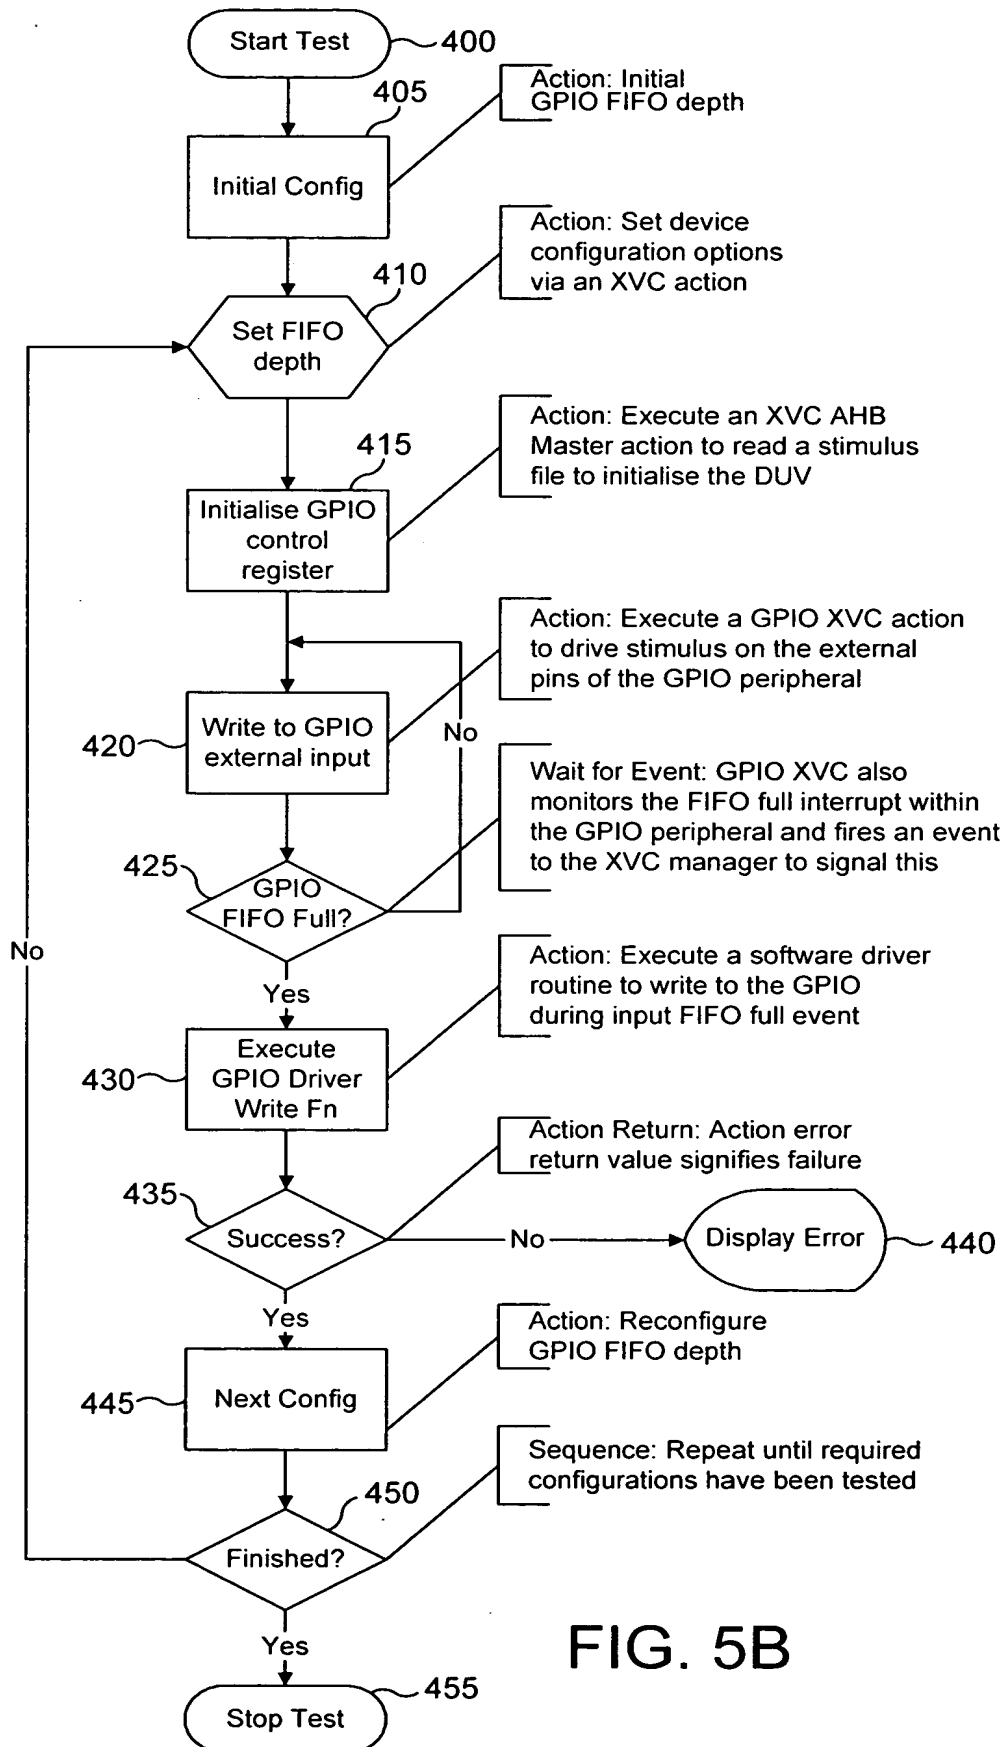 Start Test
400
Action: Initial
GPIO FIFO depth
405
Initial Config
Action: Set device
configuration options
via an XVC action
410
Set FIFO
depth
Action: Execute an XVC AHB
Master action to read a stimulus
file to initialise the DUV
415
Initialise GPIO
control
register
Action: Execute a GPIO XVC action
to drive stimulus on the external
pins of the GPIO peripheral
No
420
Write to GPIO
external input
Wait for Event: GPIO XVC also
monitors the FIFO full interrupt within
the GPIO peripheral and fires an event
to the XVC manager to signal this
425
GPIO
FIFO Full?
No
Yes
Action: Execute a software driver
routine to write to the GPIO
during input FIFO full event
430
Execute
GPIO Driver
Write Fn
Action Return: Action error
return value signifies failure
435
Success?
No
Display Error
440
Yes
Action: Reconfigure
GPIO FIFO depth
445
Next Config
Sequence: Repeat until required
configurations have been tested
450
Finished?
Yes
FIG. 5B
455
Stop Test